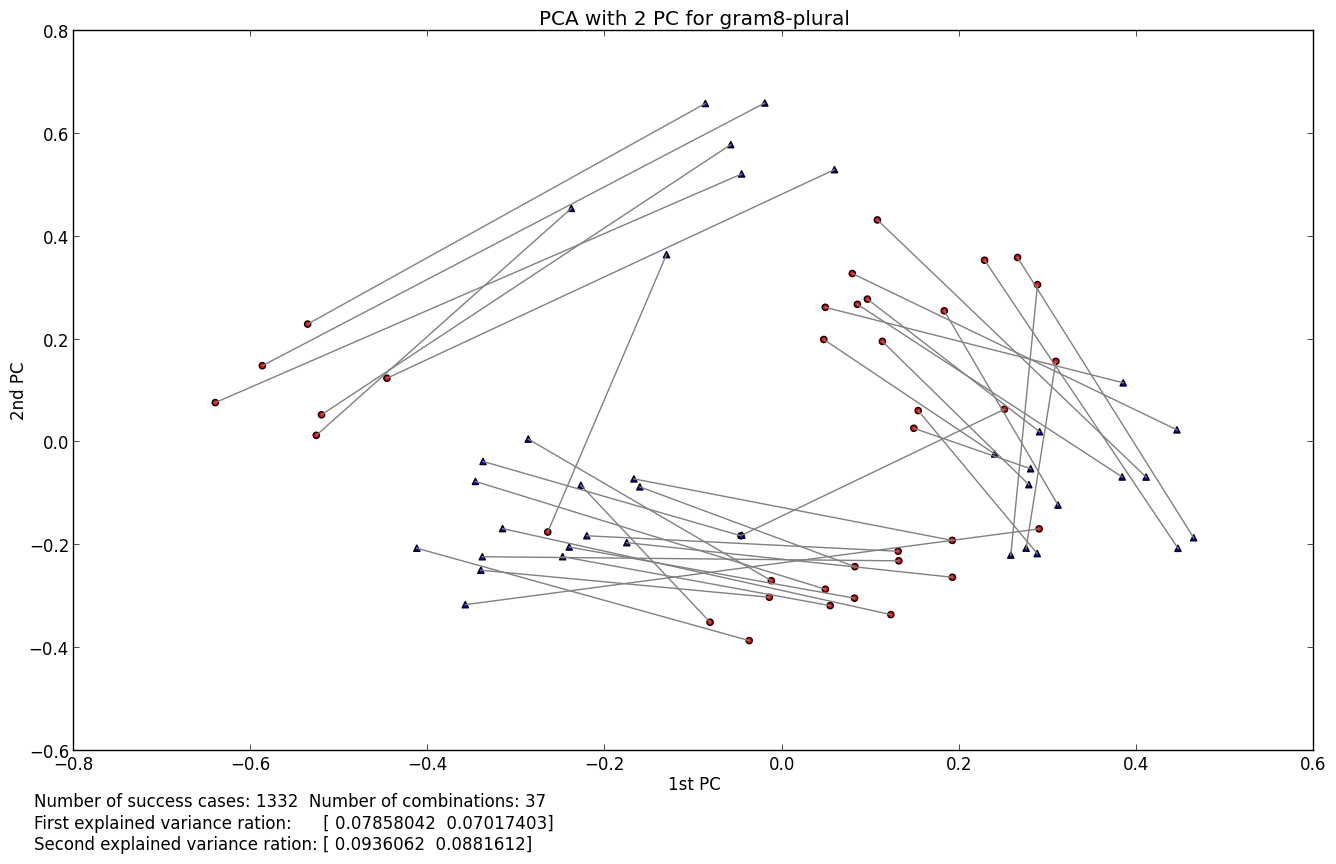 PCA with 2 PC for gram8-plural
0.8
0.6
0.4
0.2
0.0
−0.2
−0.4
−0.6
2nd PC
−0.8 −0.6 −0.4 −0.2 0.0 0.2 0.4 0.6
1st PC
Number of success cases: 1332 Number of combinations: 37
First explained variance ration: [ 0.07858042 0.07017403]
Second explained variance ration: [ 0.0936062 0.0881612]